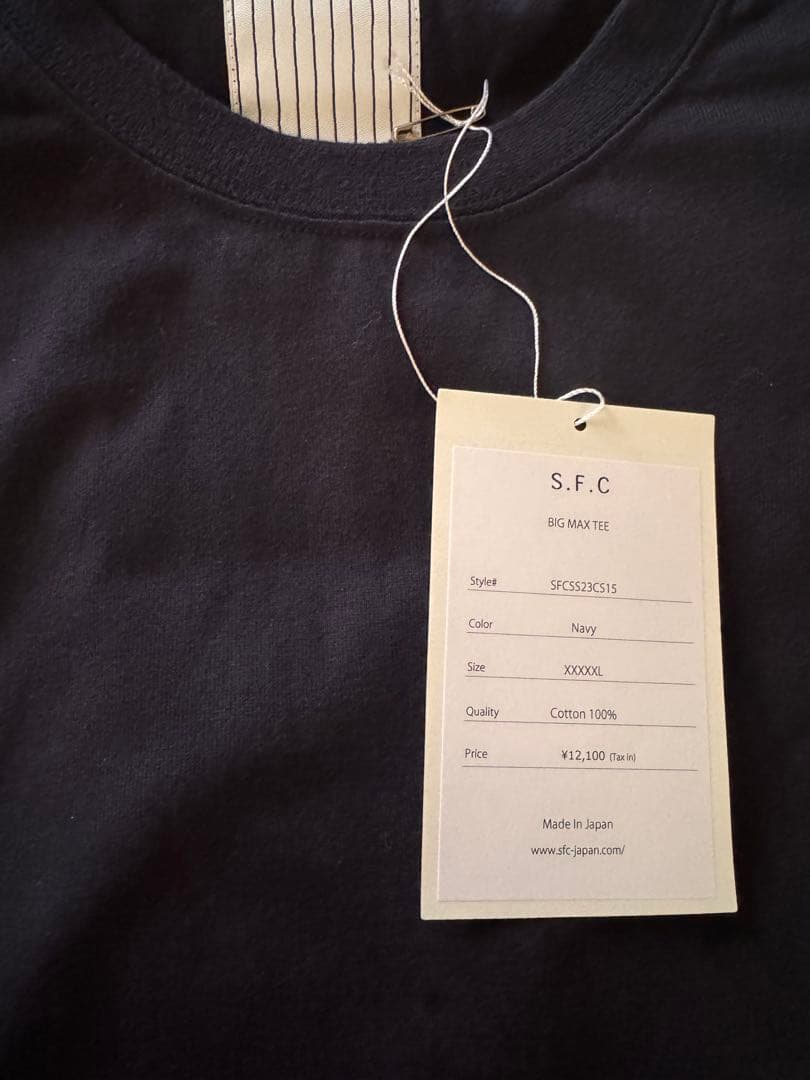 S.F.C
BIG MAX TEE
Style# SFCSS23CS15
Color Navy
Size XXXXXL
Quality Cotton 100%
Price ¥12,100 (Tax in)
Made In Japan
www.sfc-japan.com/